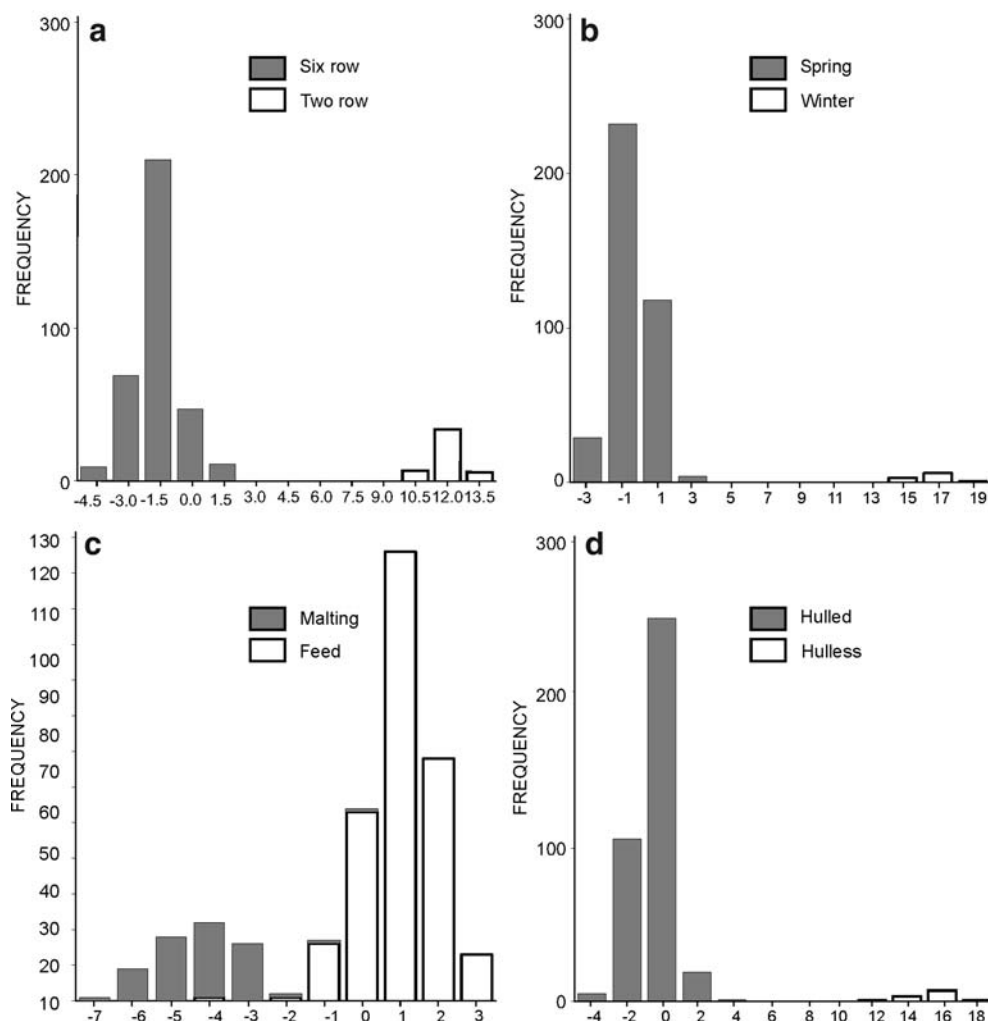 a
300
200
100
0
FREQUENCY
Six row
Two row
-4.5 -3.0 -1.5 0.0 1.5 3.0 4.5 6.0 7.5 9.0 10.5 12.0 13.5
b
300
200
100
0
FREQUENCY
Spring
Winter
-3 -1 1 3 5 7 9 11 13 15 17 19
c
130
120
110
100
90
80
70
60
50
40
30
20
10
FREQUENCY
Malting
Feed
-7 -6 -5 -4 -3 -2 -1 0 1 2 3
d
300
200
100
0
FREQUENCY
Hulled
Hulless
-4 -2 0 2 4 6 8 10 12 14 16 18